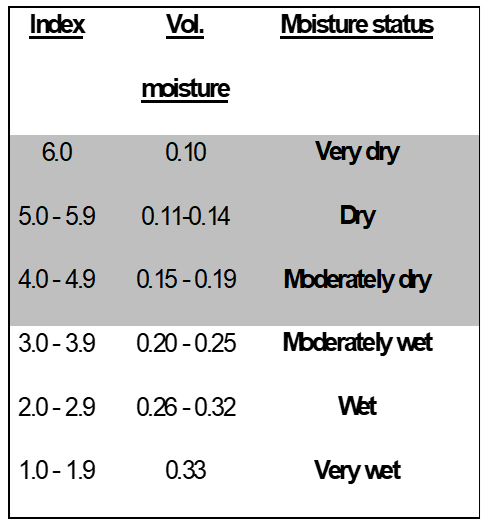 Index Vol. Moisture status
moisture
6.0 0.10 Very dry
5.0 - 5.9 0.11-0.14 Dry
4.0 - 4.9 0.15 - 0.19 Moderately dry
3.0 - 3.9 0.20 - 0.25 Moderately wet
2.0 - 2.9 0.26 - 0.32 Wet
1.0 - 1.9 0.33 Very wet